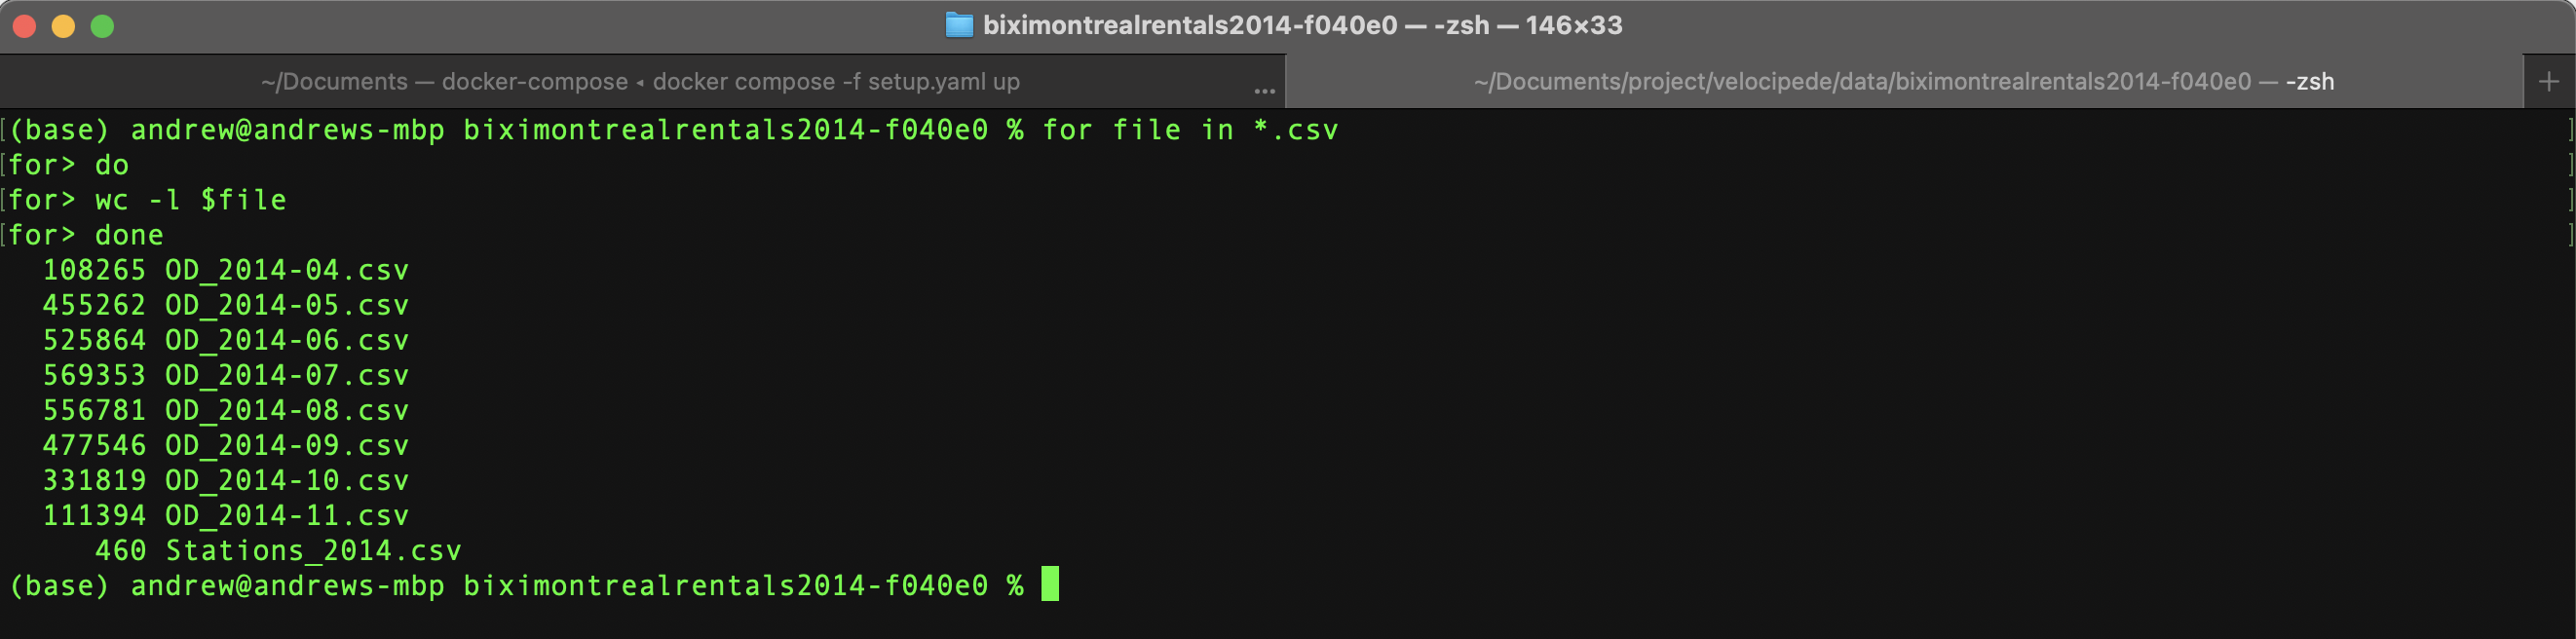 biximontrealrentals2014-f040e0 — -zsh — 146×33
~/Documents — docker-compose ◂ docker compose -f setup.yaml up ...
~/Documents/project/velocipede/data/biximontrealrentals2014-f040e0 — -zsh +
[(base) andrew@andrews-mbp biximontrealrentals2014-f040e0 % for file in *.csv ]
[for> do ]
[for> wc -l $file ]
[for> done ]
108265 OD_2014-04.csv
455262 OD_2014-05.csv
525864 OD_2014-06.csv
569353 OD_2014-07.csv
556781 OD_2014-08.csv
477546 OD_2014-09.csv
331819 OD_2014-10.csv
111394 OD_2014-11.csv
460 Stations_2014.csv
(base) andrew@andrews-mbp biximontrealrentals2014-f040e0 %